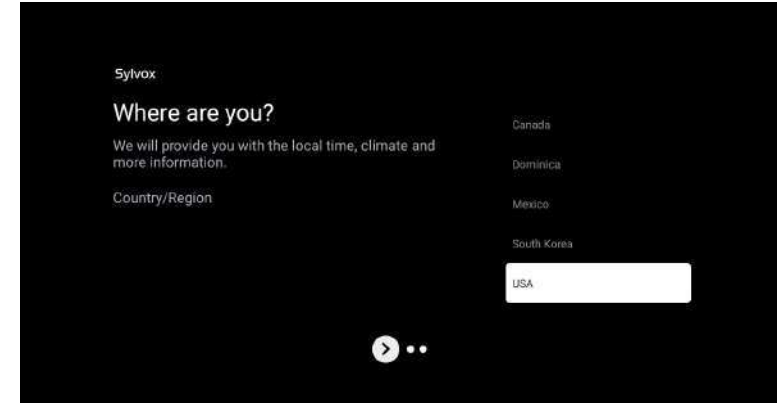 Sylvox
Where are you?
We will provide you with the local time, climate and
more information.
Country/Region
Canada
Dominica
Mexico
South Korea
USA